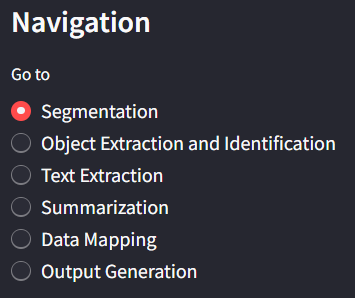 Navigation
Go to
Segmentation
Object Extraction and Identification
Text Extraction
Summarization
Data Mapping
Output Generation